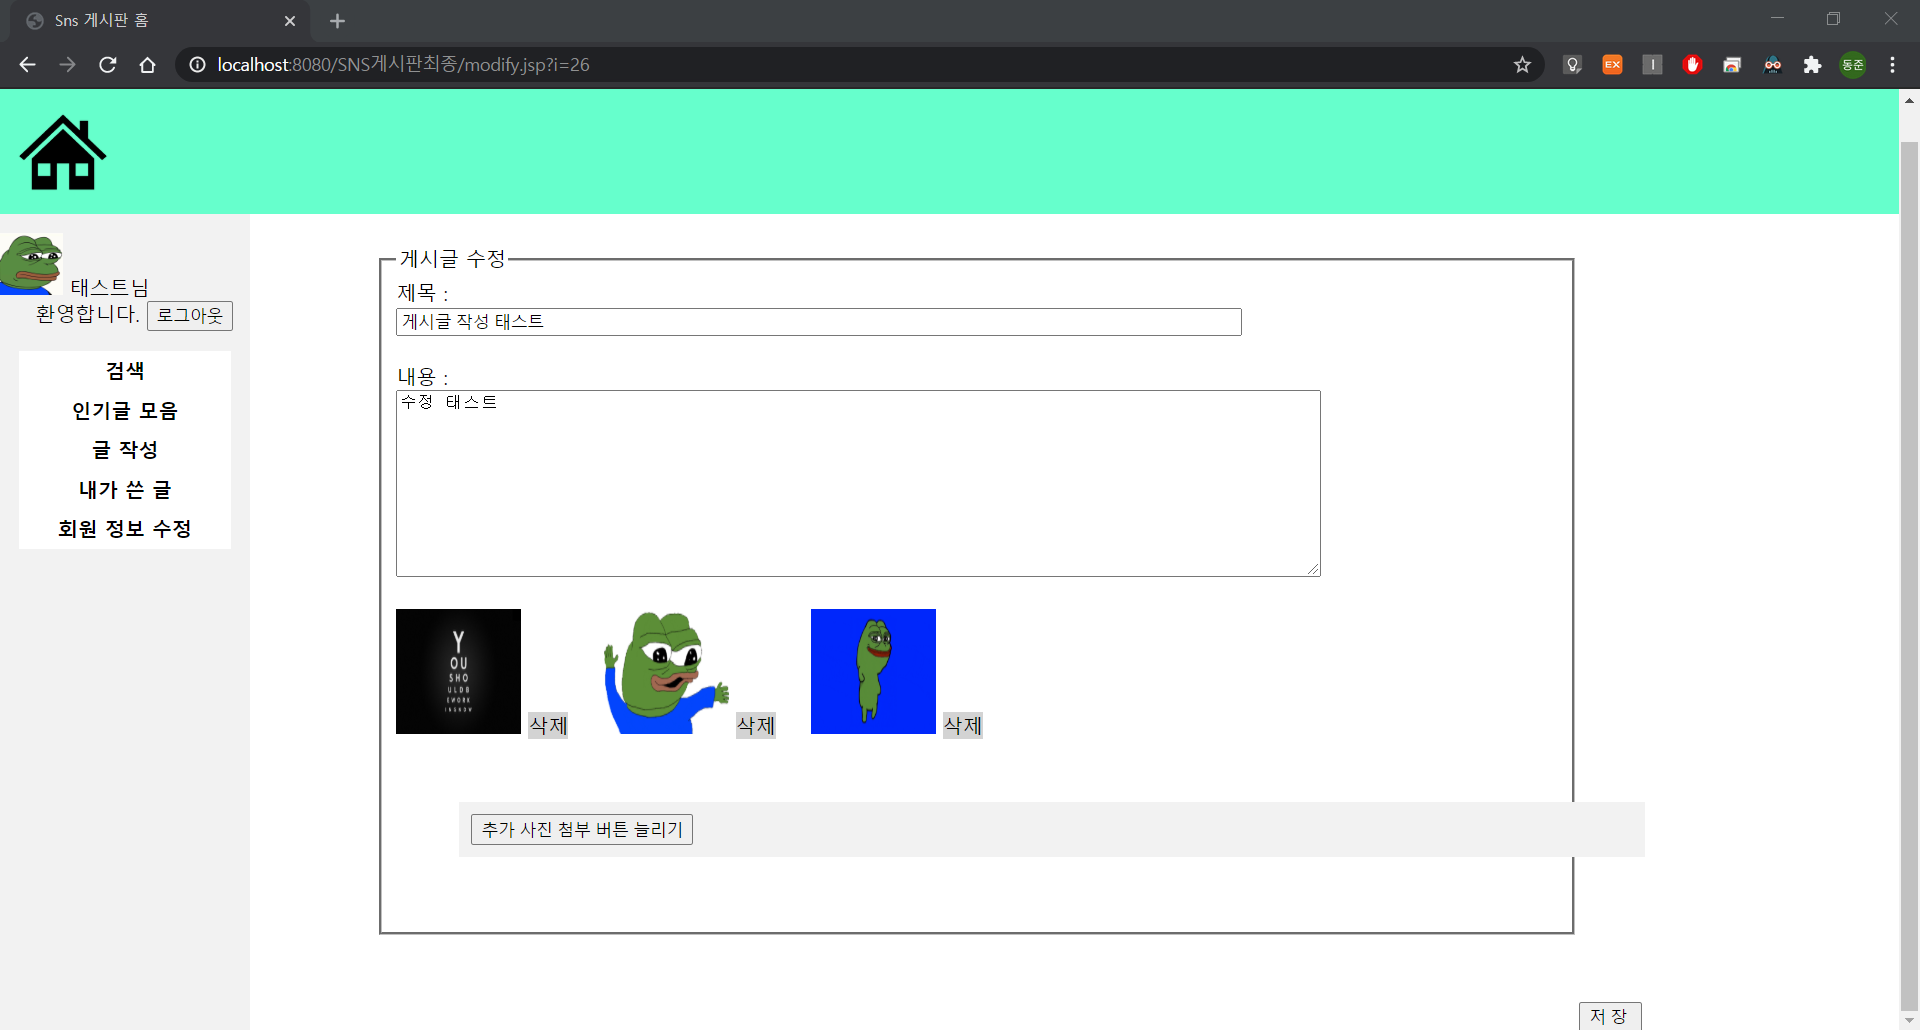 Sns 게시판 홈
localhost:8080/SNS게시판최종/modify.jsp?i=26
EX
I
동준
태스트님
환영합니다. 로그아웃
검색
인기글 모음
글 작성
내가 쓴 글
회원 정보 수정
게시글 수정
제목 :
게시글 작성 태스트
내용 :
수정 태스트
Y
OU
SHO
ULDB
EWORK
INGNOW
삭제 삭제 삭제
추가 사진 첨부 버튼 늘리기
저 장